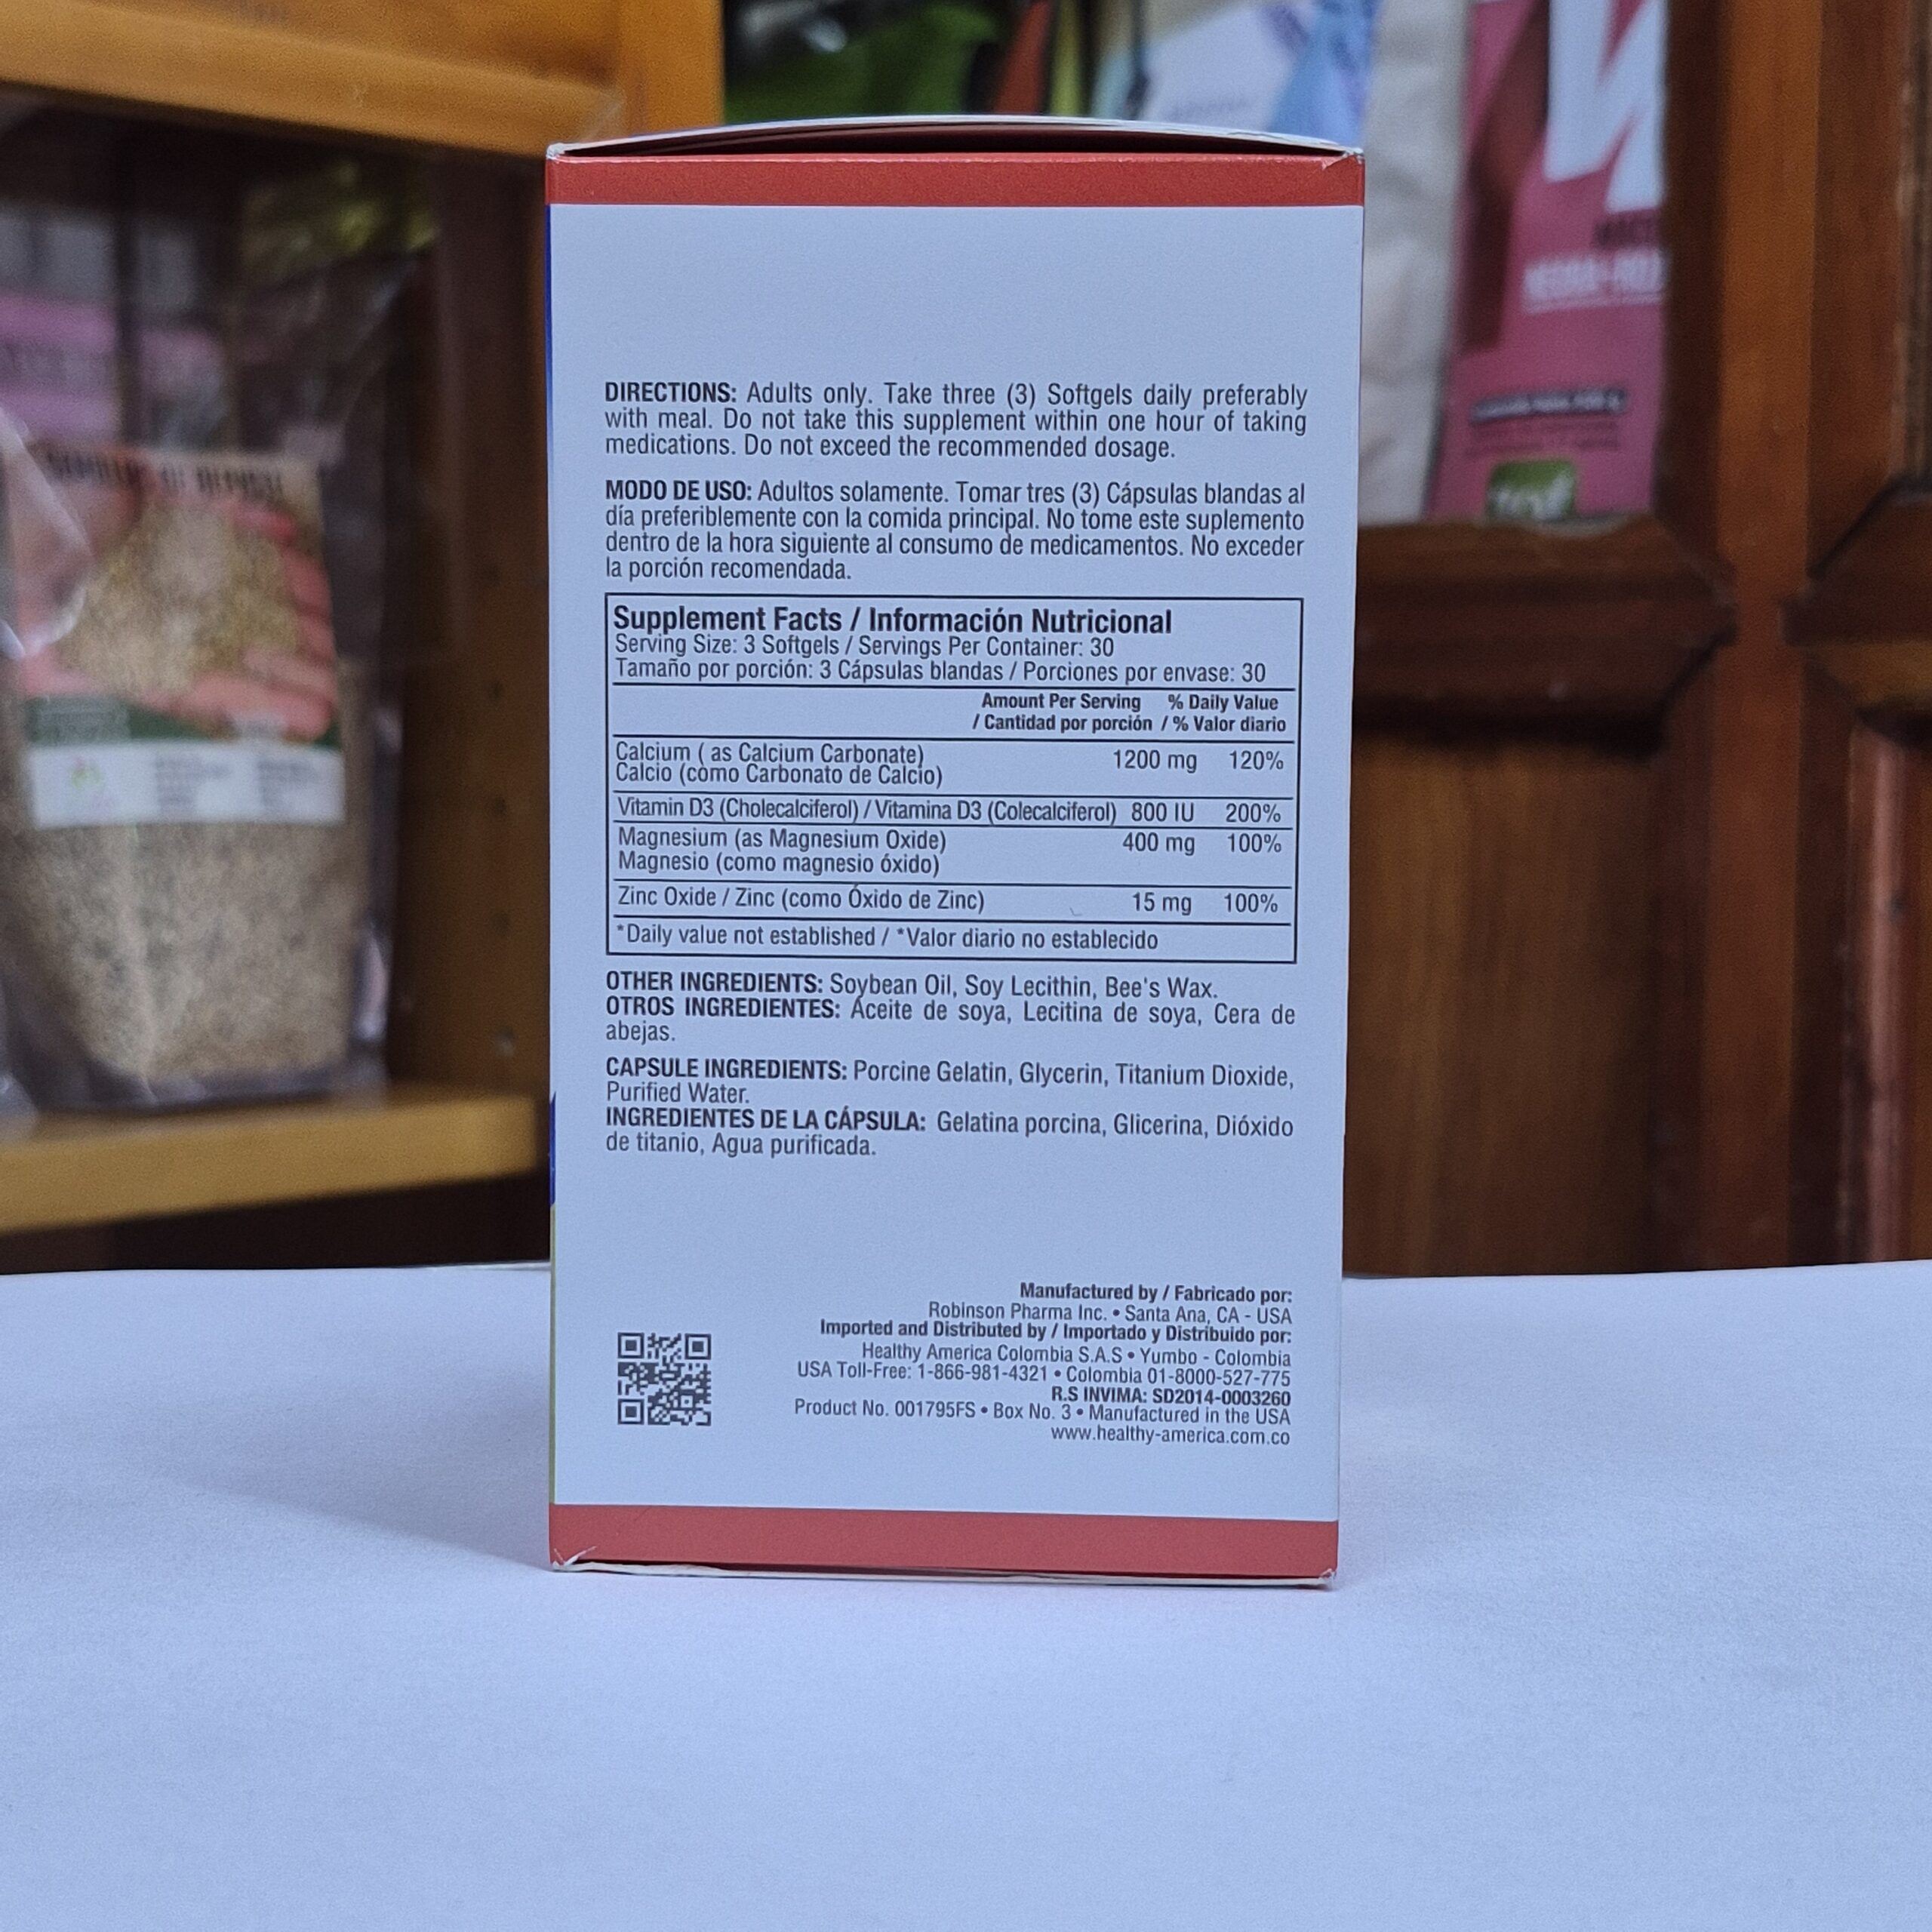 DIRECTIONS: Adults only. Take three (3) Softgels daily preferably
with meal. Do not take this supplement within one hour of taking
medications. Do not exceed the recommended dosage.
MODO DE USO: Adultos solamente. Tomar tres (3) Cápsulas blandas al
día preferiblemente con la comida principal. No tome este suplemento
dentro de la hora siguiente al consumo de medicamentos. No exceder
la porción recomendada.
Supplement Facts / Información Nutricional
Serving Size: 3 Softgels / Servings Per Container: 30
Tamaño por porción: 3 Cápsulas blandas / Porciones por envase: 30
Amount Per Serving % Daily Value
/ Cantidad por porción / % Valor diario
Calcium ( as Calcium Carbonate) 1200 mg 120%
Calcio (como Carbonato de Calcio)
Vitamin D3 (Cholecalciferol) / Vitamina D3 (Colecalciferol) 800 IU 200%
Magnesium (as Magnesium Oxide) 400 mg 100%
Magnesio (como magnesio óxido)
Zinc Oxide / Zinc (como Óxido de Zinc) 15 mg 100%
*Daily value not established / *Valor diario no establecido
OTHER INGREDIENTS: Soybean Oil, Soy Lecithin, Bee's Wax.
OTROS INGREDIENTES: Aceite de soya, Lecitina de soya, Cera de
abejas.
CAPSULE INGREDIENTS: Porcine Gelatin, Glycerin, Titanium Dioxide,
Purified Water.
INGREDIENTES DE LA CÁPSULA: Gelatina porcina, Glicerina, Dióxido
de titanio, Agua purificada.
Manufactured by / Fabricado por:
Robinson Pharma Inc. • Santa Ana, CA - USA
Imported and Distributed by / Importado y Distribuido por:
Healthy America Colombia S.A.S • Yumbo - Colombia
USA Toll-Free: 1-866-981-4321 • Colombia 01-8000-527-775
R.S INVIMA: SD2014-0003260
Product No. 001795FS • Box No. 3 • Manufactured in the USA
www.healthy-america.com.co